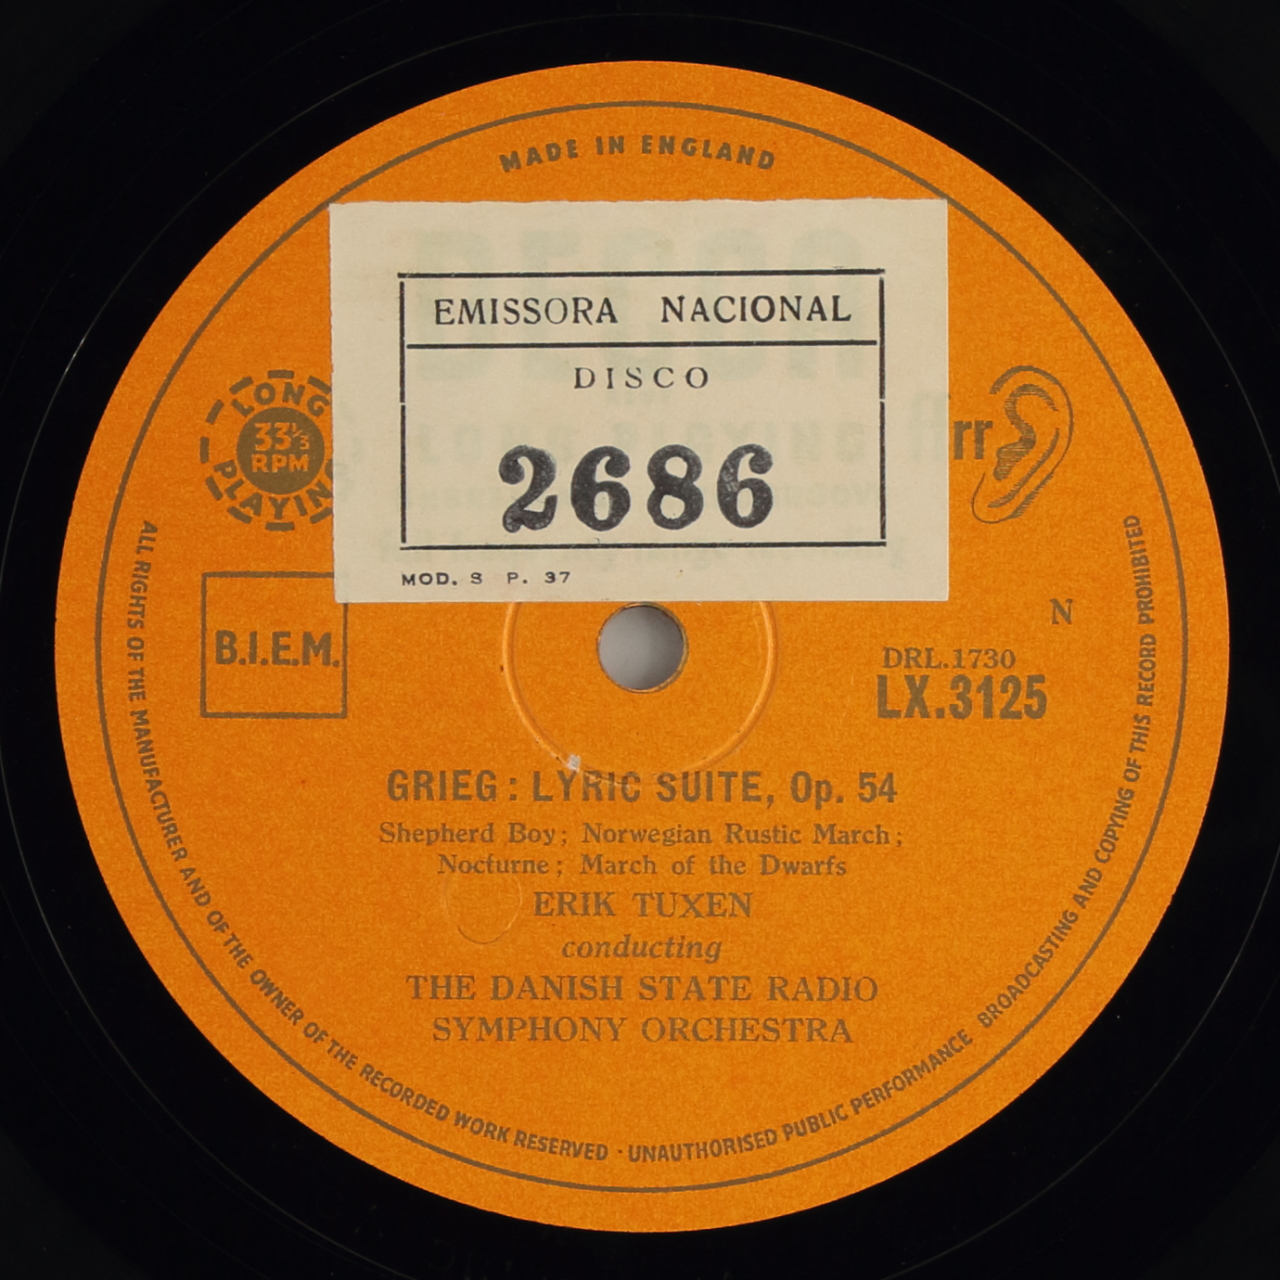 MADE IN ENGLAND
EMISSORA NACIONAL
DISCO
2686
MOD. S P. 37
LONG
33⅓
RPM
PLAYING
rr
B.I.E.M.
N
DRL.1730
LX.3125
GRIEG : LYRIC SUITE, Op. 54
Shepherd Boy; Norwegian Rustic March;
Nocturne; March of the Dwarfs
ERIK TUXEN
conducting
THE DANISH STATE RADIO
SYMPHONY ORCHESTRA
ALL RIGHTS OF THE MANUFACTURER AND OF THE OWNER OF THE RECORDED WORK RESERVED · UNAUTHORISED PUBLIC PERFORMANCE BROADCASTING AND COPYING OF THIS RECORD PROHIBITED